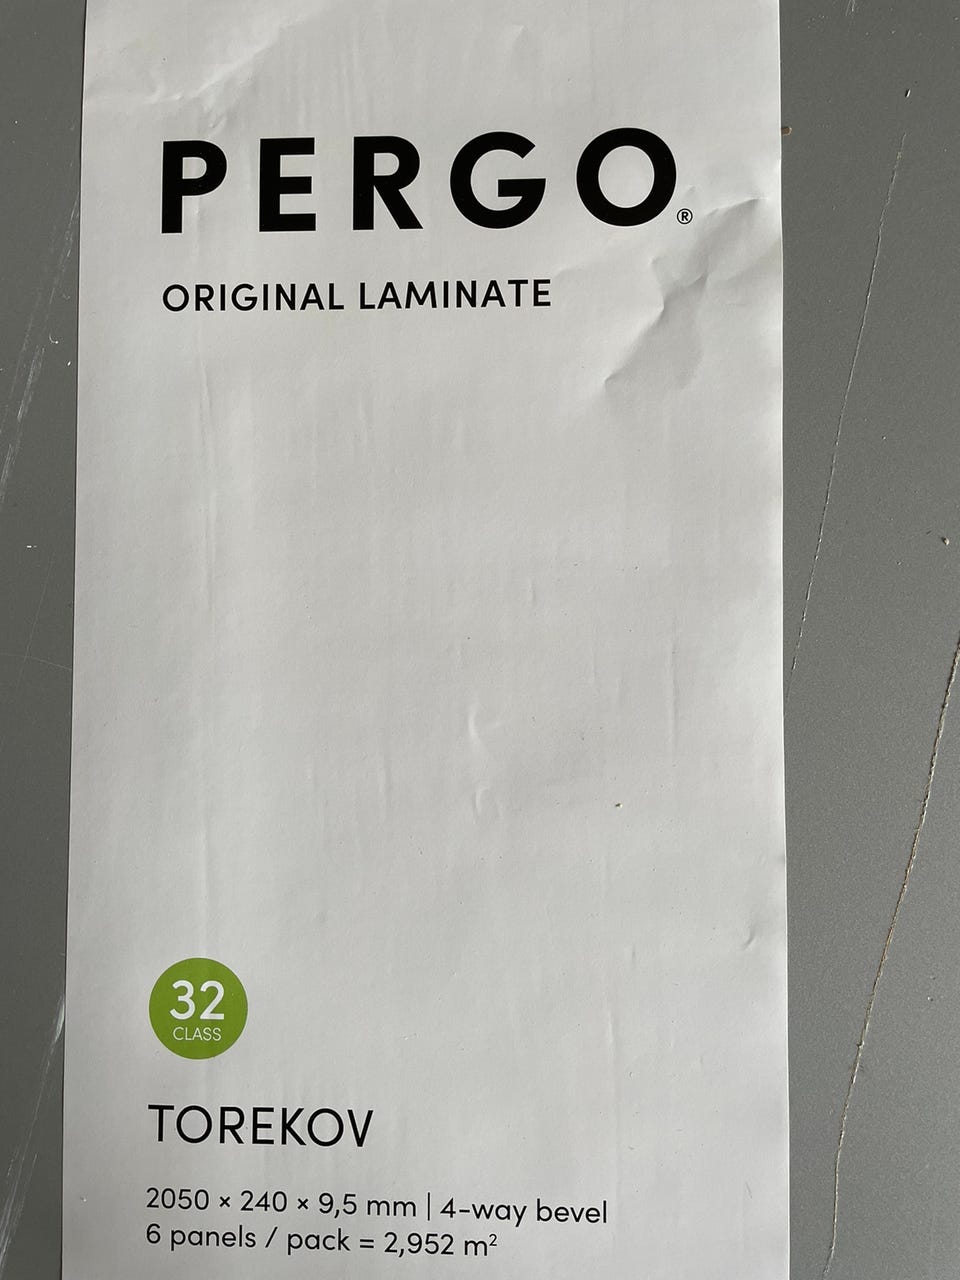 PERGO®
ORIGINAL LAMINATE
32
CLASS
TOREKOV
2050 × 240 × 9,5 mm | 4-way bevel
6 panels / pack = 2,952 m²